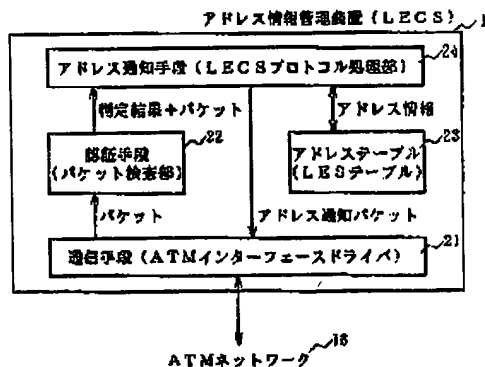 アドレス情報管理装置(LECS)
1
24
アドレス通知手段(LECSプロトコル処理部)
判定結果+パケット
アドレス情報
22
23
認証手段
(パケット検査部)
アドレステーブル
(LESテーブル)
パケット
アドレス通知パケット
21
通信手段(ATMインターフェースドライバ)
ATMネットワーク
16